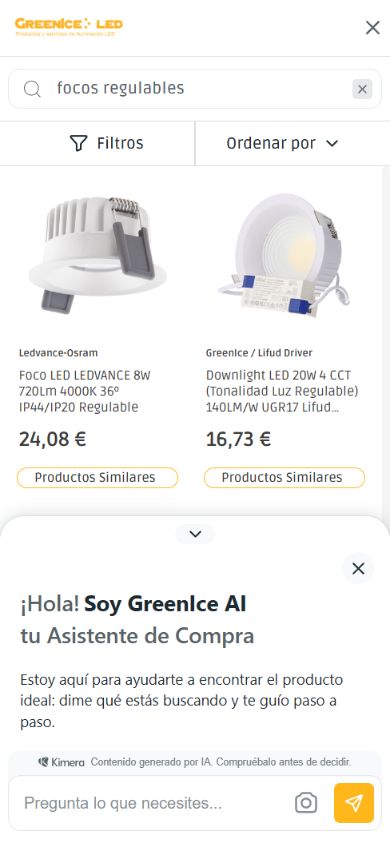 GREENICE LED
Productos y servicios de iluminación LED
focos regulables
Filtros
Ordenar por
Ledvance-Osram
Foco LED LEDVANCE 8W
720Lm 4000K 36º
IP44/IP20 Regulable
24,08 €
Productos Similares
GreenIce / Lifud Driver
Downlight LED 20W 4 CCT
(Tonalidad Luz Regulable)
140LM/W UGR17 Lifud...
16,73 €
Productos Similares
¡Hola! Soy GreenIce AI
tu Asistente de Compra
Estoy aquí para ayudarte a encontrar el producto
ideal: dime qué estás buscando y te guío paso a
paso.
Kimera Contenido generado por IA. Compruébalo antes de decidir.
Pregunta lo que necesites...